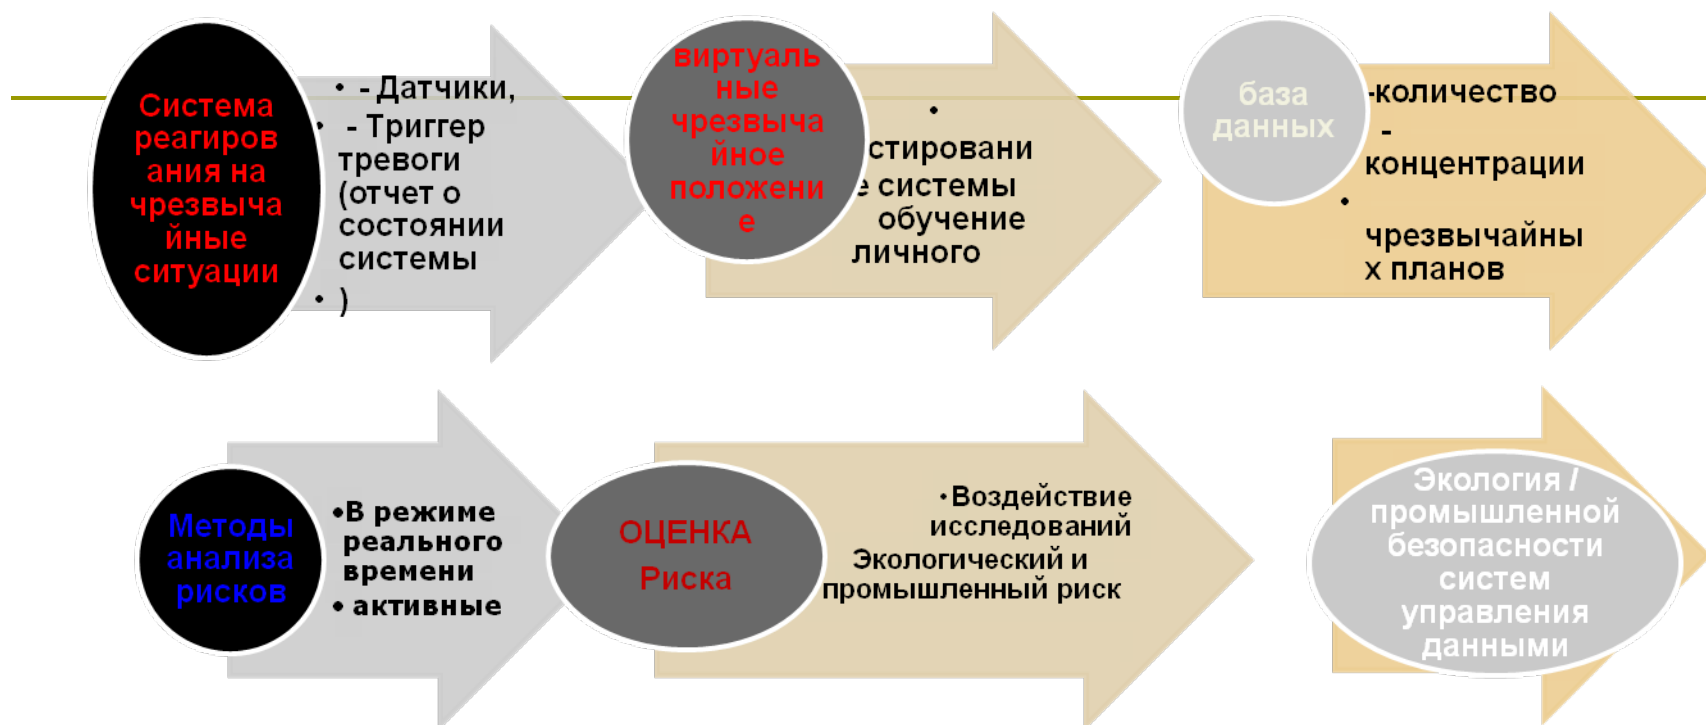 Система
реагиров
ания на
чрезвыча
йные
ситуации
• - Датчики,
• - Триггер
тревоги
(отчет о
состоянии
системы
• )
виртуаль
ные
чрезвыча
йное
положени
е
•
стировани
е системы
обучение
личного
база
данных
-количество
-
концентрации
•
чрезвычайны
х планов
Методы
анализа
рисков
•В режиме
реального
времени
• активные
ОЦЕНКА
Риска
•Воздействие
исследований
Экологический и
промышленный риск
Экология /
промышленной
безопасности
систем
управления
данными